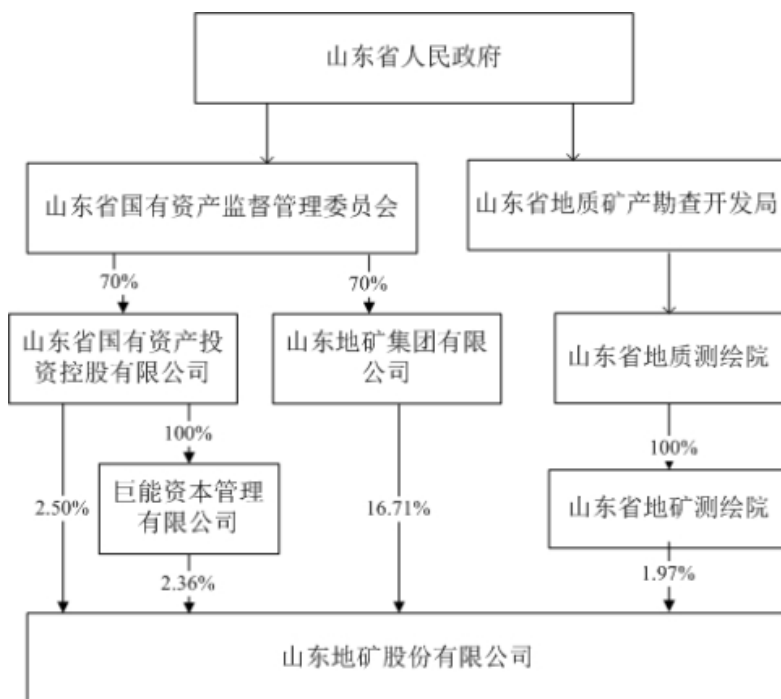 山东省人民政府
山东省国有资产监督管理委员会
山东省地质矿产勘查开发局
70%
70%
山东省国有资产投
资控股有限公司
山东地矿集团有限
公司
山东省地质测绘院
100%
100%
2.50%
巨能资本管理
有限公司
16.71%
山东省地矿测绘院
2.36%
1.97%
山东地矿股份有限公司